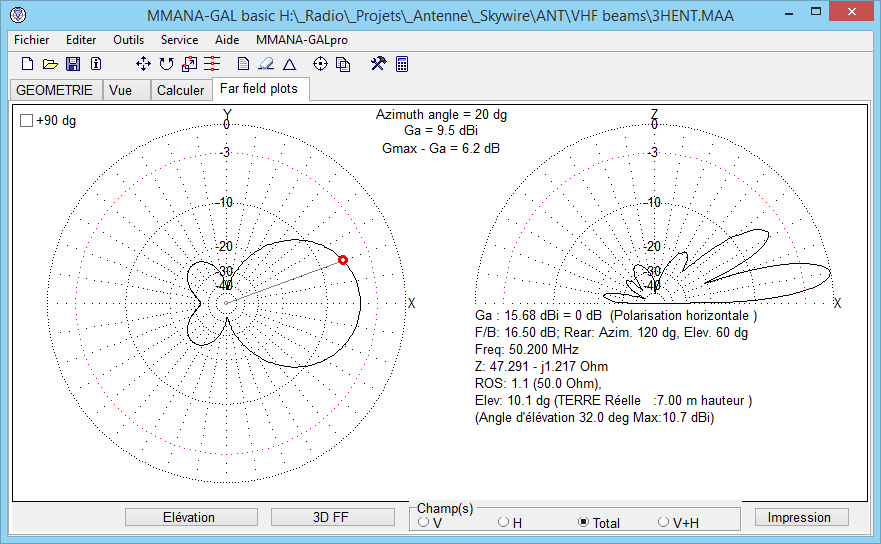 MMANA-GAL basic H:\_Radio\_Projets\_Antenne\_Skywire\ANT\VHF beams\3HENT.MAA
Fichier Editer Outils Service Aide MMANA-GALpro
GEOMETRIE Vue Calculer Far field plots
+90 dg
Azimuth angle = 20 dg
Ga = 9.5 dBi
Gmax - Ga = 6.2 dB
Y
0
-3
-10
-20
-30
-40
X
Z
0
-3
-10
-20
-30
-40
X
Ga : 15.68 dBi = 0 dB (Polarisation horizontale )
F/B: 16.50 dB; Rear: Azim. 120 dg, Elev. 60 dg
Freq: 50.200 MHz
Z: 47.291 - j1.217 Ohm
ROS: 1.1 (50.0 Ohm),
Elev: 10.1 dg (TERRE Réelle :7.00 m hauteur )
(Angle d'élévation 32.0 deg Max:10.7 dBi)
Elévation
3D FF
Champ(s)
V H Total V+H
Impression